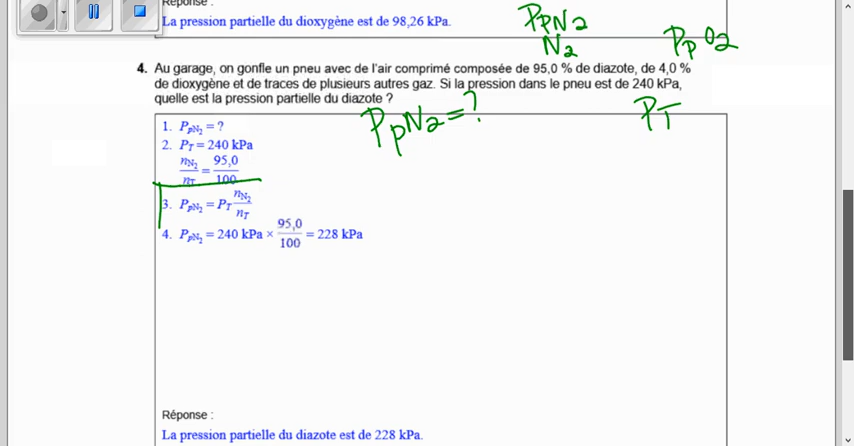 Réponse :
La pression partielle du dioxygène est de 98,26 kPa.
PpN2
N2
PpO2
4. Au garage, on gonfle un pneu avec de l'air comprimé composée de 95,0 % de diazote, de 4,0 %
de dioxygène et de traces de plusieurs autres gaz. Si la pression dans le pneu est de 240 kPa,
quelle est la pression partielle du diazote ?
PpN2=?
PT
1. PpN2 = ?
2. PT = 240 kPa
nN2/nT = 95,0/100
3. PpN2 = PT nN2/nT
4. PpN2 = 240 kPa × 95,0/100 = 228 kPa
Réponse :
La pression partielle du diazote est de 228 kPa.